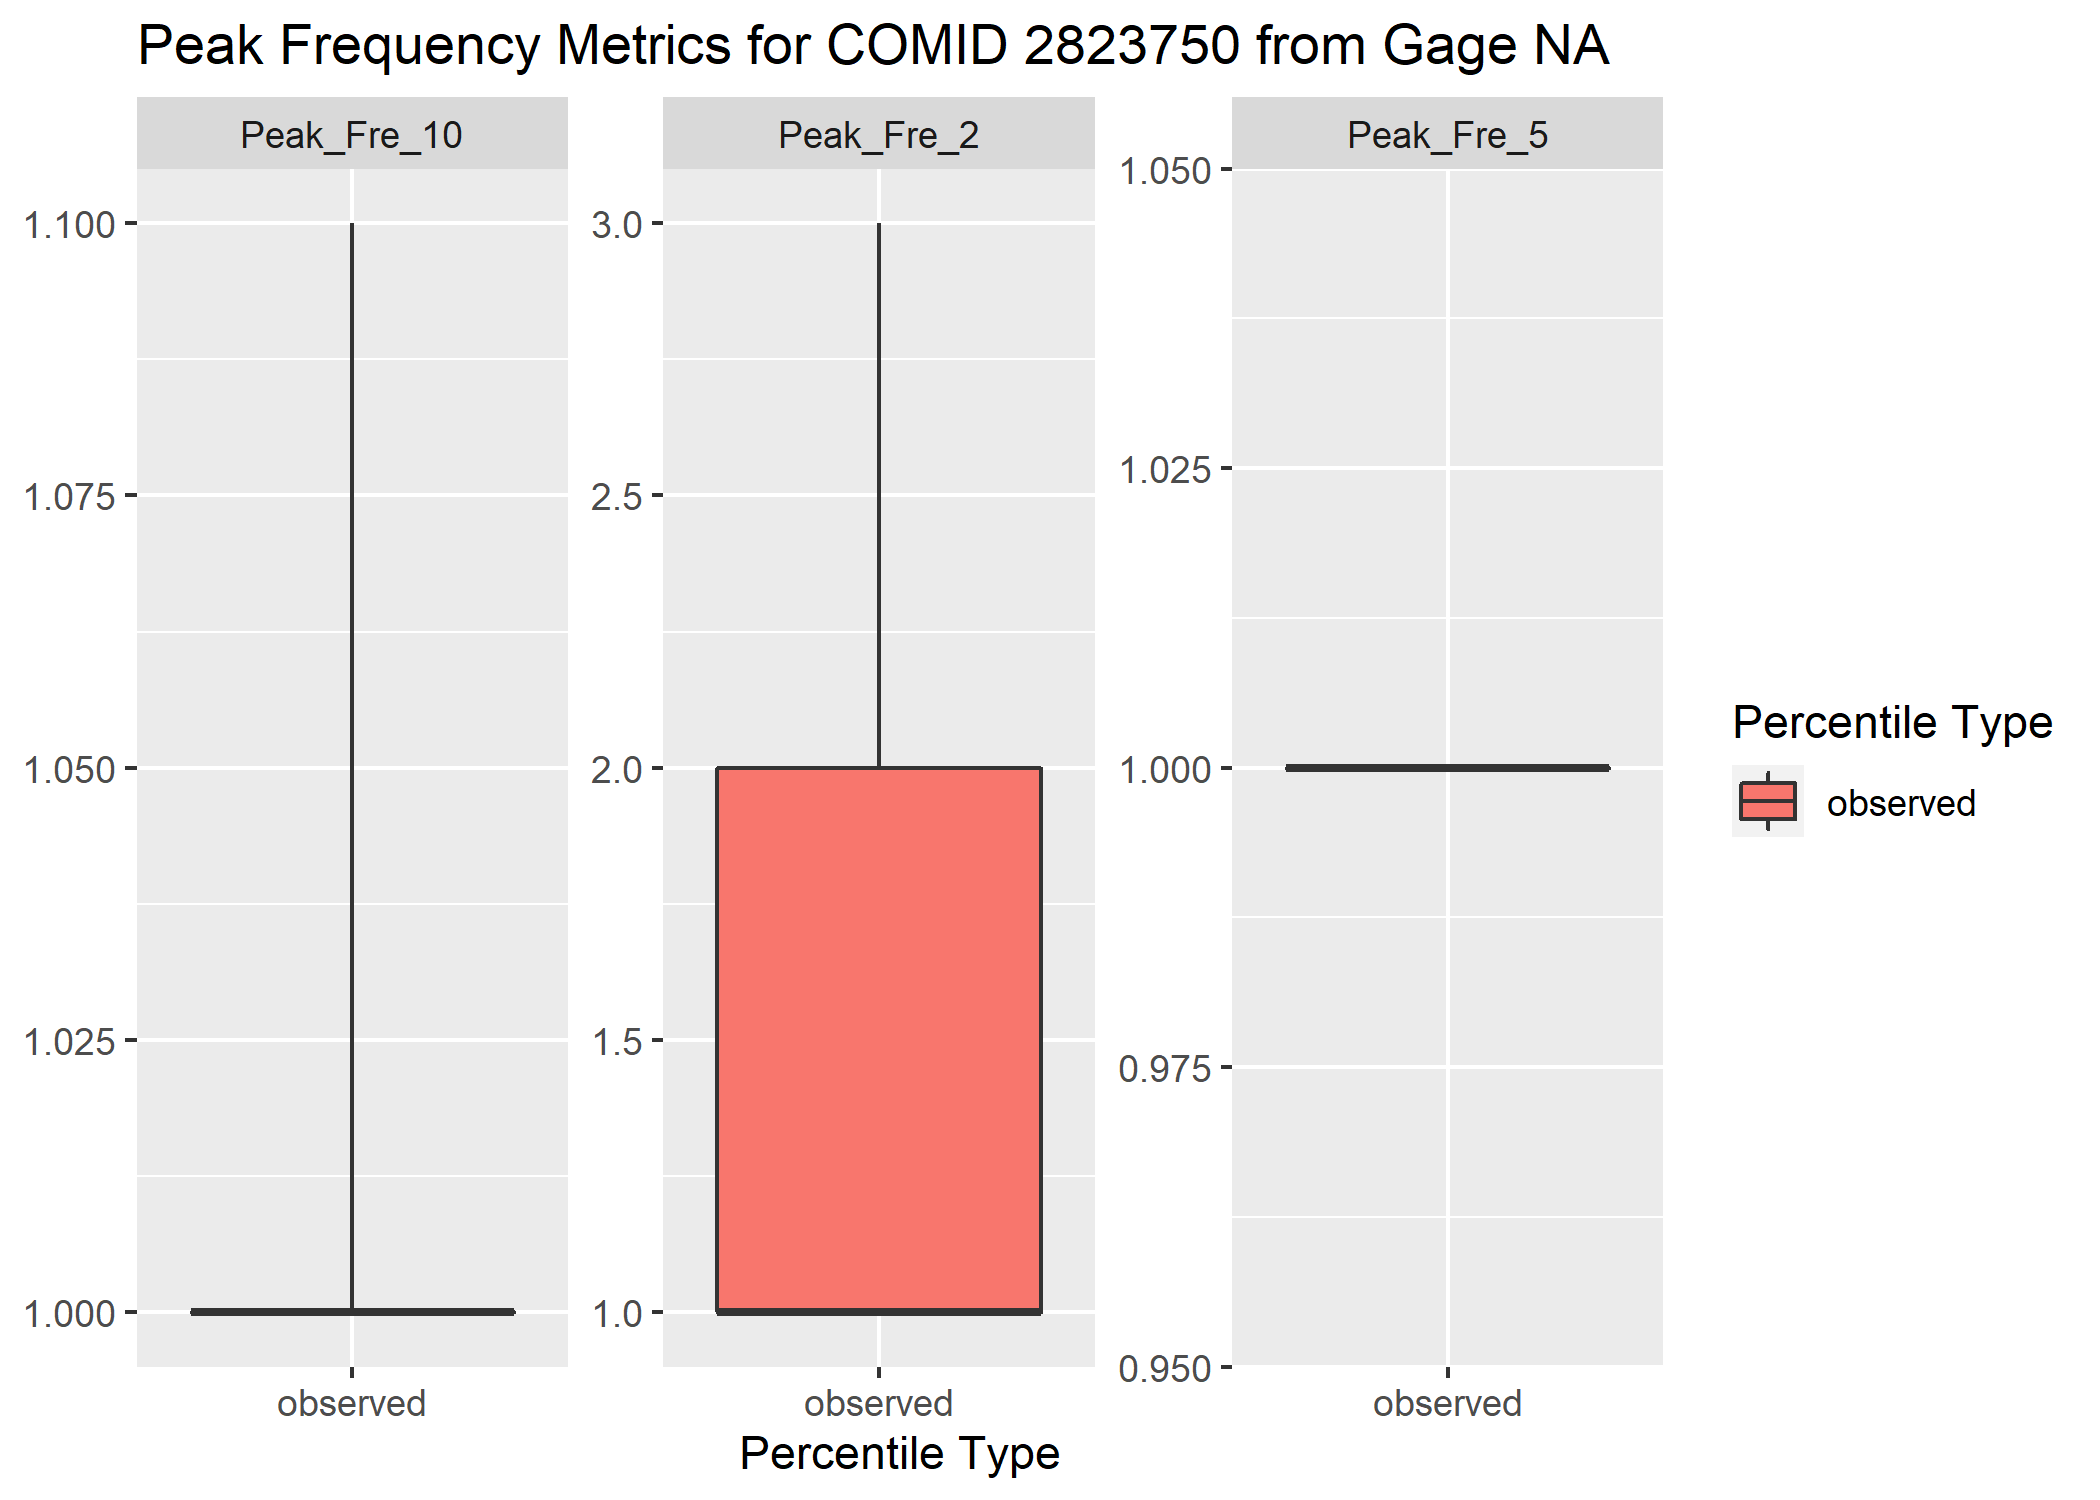 Peak Frequency Metrics for COMID 2823750 from Gage NA
Peak_Fre_10
1.100
1.075
1.050
1.025
1.000
observed
Peak_Fre_2
3.0
2.5
2.0
1.5
1.0
observed
Peak_Fre_5
1.050
1.025
1.000
0.975
0.950
observed
Percentile Type
Percentile Type
observed